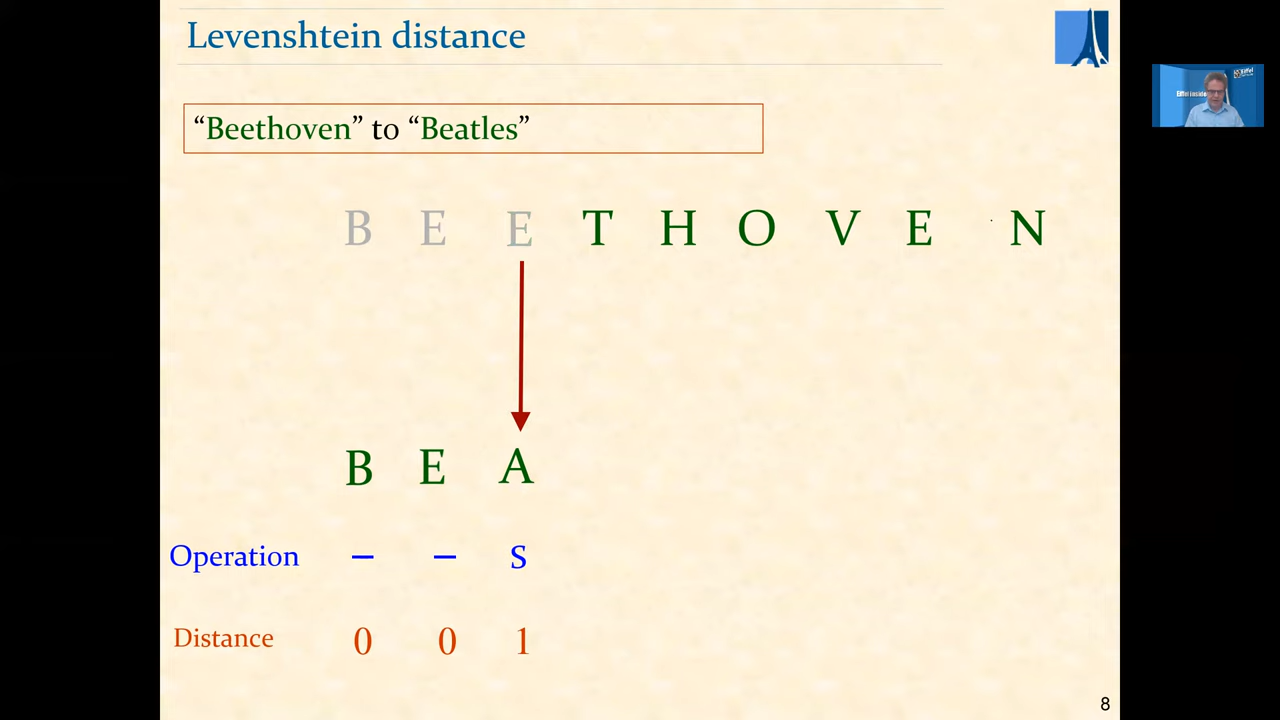 Levenshtein distance
“Beethoven” to “Beatles”
B E E T H O V E N
B E A
Operation – – S
Distance 0 0 1
8